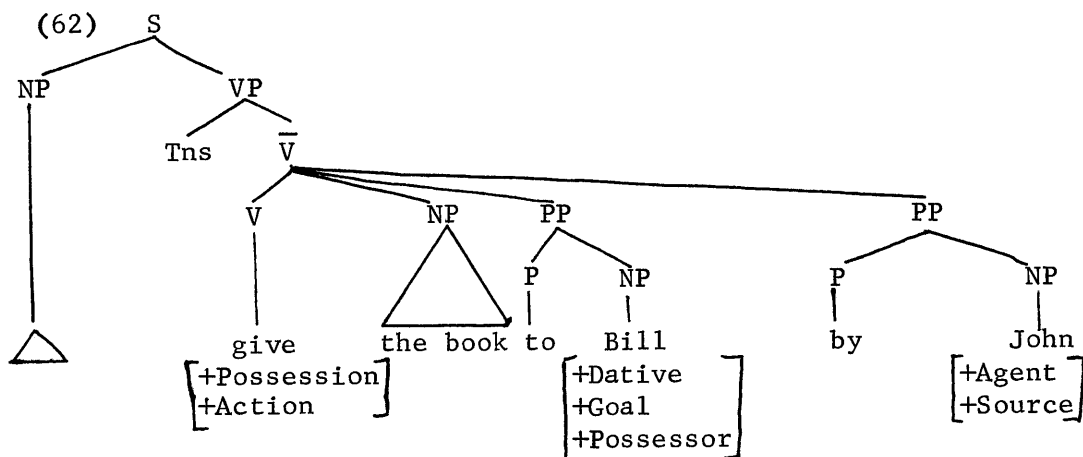 (62) S
NP VP
Tns V̅
V NP PP PP
P NP P NP
give the book to Bill by John
[+Possession +Action] [+Dative +Goal +Possessor] [+Agent +Source]